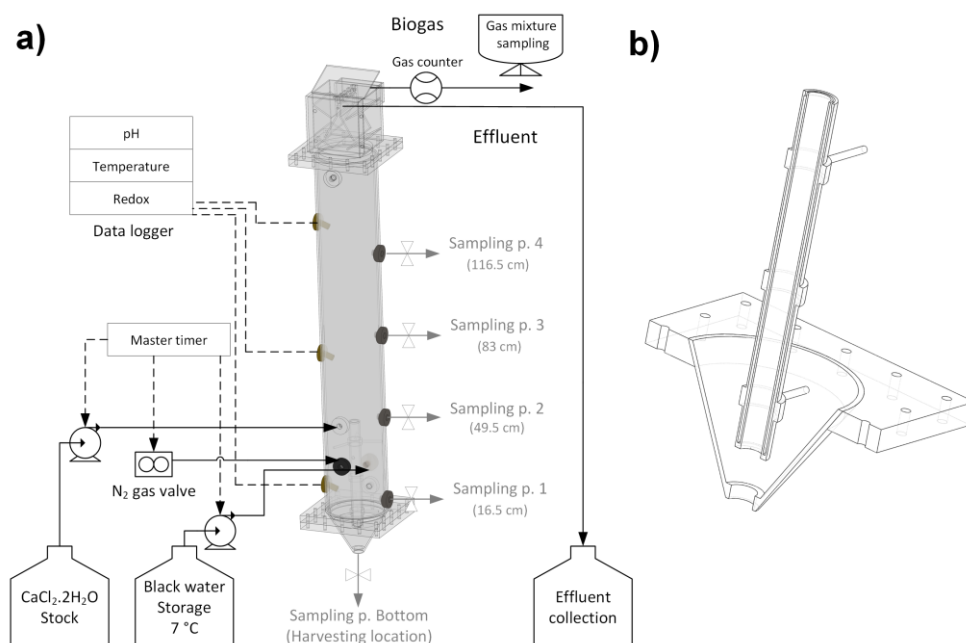 a)
Biogas
Gas mixture
sampling
b)
Gas counter
Effluent
pH
Temperature
Redox
Data logger
Sampling p. 4
(116.5 cm)
Master timer
Sampling p. 3
(83 cm)
Sampling p. 2
(49.5 cm)
N₂ gas valve
Sampling p. 1
(16.5 cm)
CaCl₂.2H₂O
Stock
Black water
Storage
7 °C
Sampling p. Bottom
(Harvesting location)
Effluent
collection